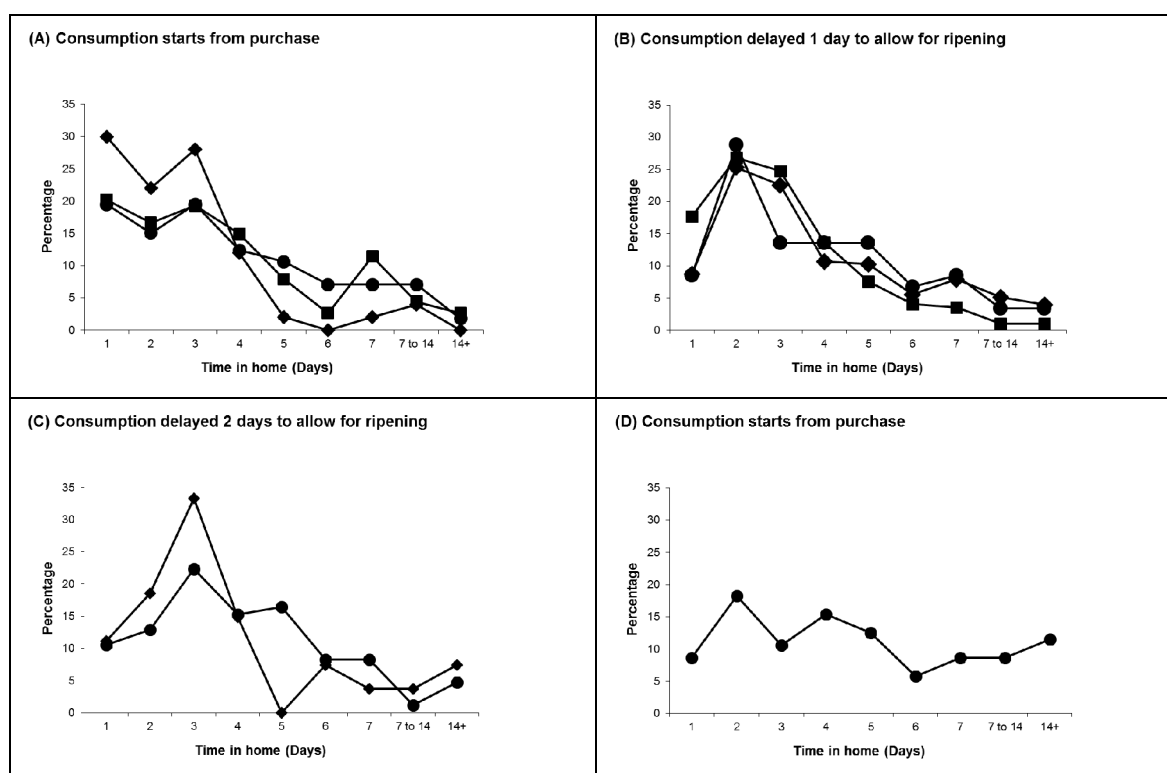 (A) Consumption starts from purchase
35
30
25
20
15
10
5
0
Percentage
1 2 3 4 5 6 7 7 to 14 14+
Time in home (Days)
(B) Consumption delayed 1 day to allow for ripening
35
30
25
20
15
10
5
0
Percentage
1 2 3 4 5 6 7 7 to 14 14+
Time in home (Days)
(C) Consumption delayed 2 days to allow for ripening
35
30
25
20
15
10
5
0
Percentage
1 2 3 4 5 6 7 7 to 14 14+
Time in home (Days)
(D) Consumption starts from purchase
35
30
25
20
15
10
5
0
Percentage
1 2 3 4 5 6 7 7 to 14 14+
Time in home (Days)